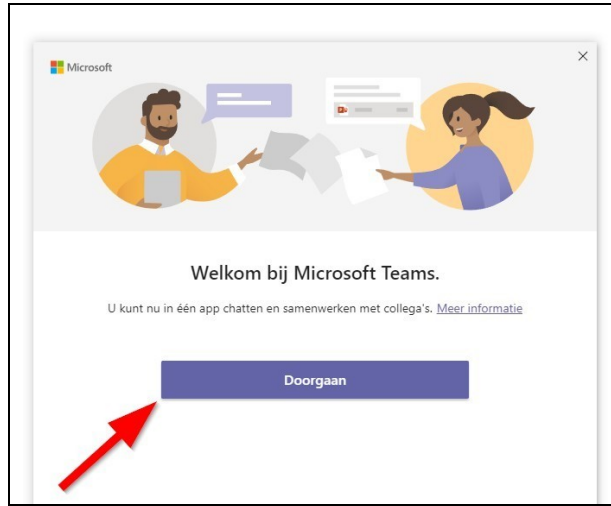 Microsoft
Welkom bij Microsoft Teams.
U kunt nu in één app chatten en samenwerken met collega's. Meer informatie
Doorgaan